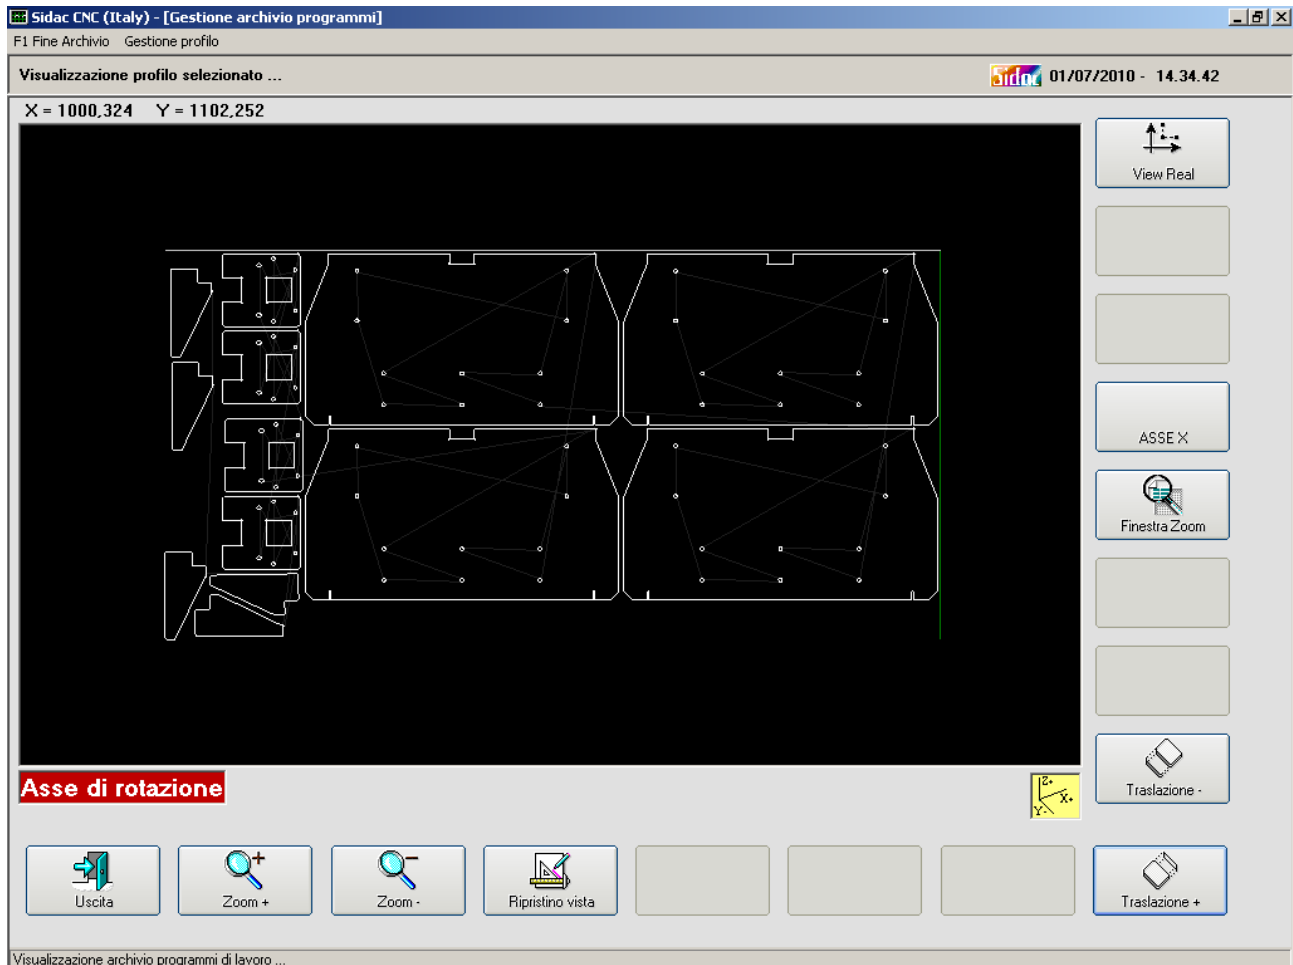 Sidac CNC (Italy) - [Gestione archivio programmi]
F1 Fine Archivio Gestione profilo
Visualizzazione profilo selezionato ...
Sidac 01/07/2010 - 14.34.42
X = 1000,324 Y = 1102,252
View Real
ASSE X
Finestra Zoom
Traslazione -
Asse di rotazione
Z+
X+
Y-
Uscita
Zoom +
Zoom -
Ripristino vista
Traslazione +
Visualizzazione archivio programmi di lavoro ...